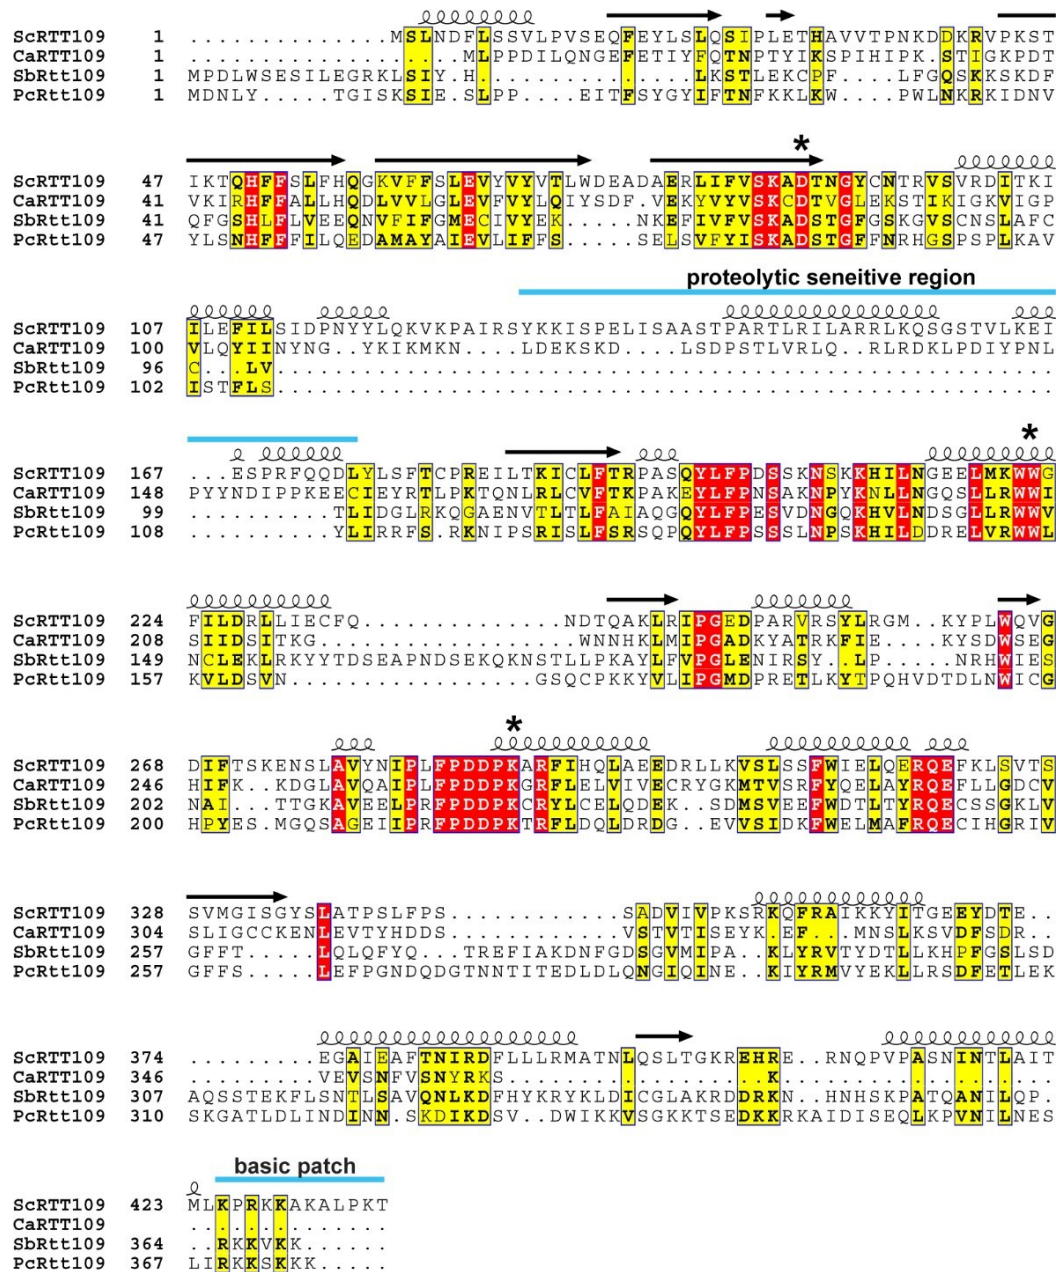 ScRTT109 1 ...............MSLNDFLSSVLPVSEQFEYLSLQSIPLETHAVVTPNKDDKRVPKST
CaRTT109 1 ...................MLPPDILQNGEFETIYFQTNPTYIKSPIHIPK.STIGKPDT
SbRtt109 1 MPDLWSESILEGRKLSIY.H..............LKSTLEKCPF....LFGQSKKSKDF
PcRtt109 1 MDNLY....TGISKSIE.SLPP....EITFSYGYIFTNFKKLKW....PWLNKRKIDNV
*
ScRTT109 47 IKTQHFFSLFHQGKVFFSLEVYVYVTLWDEADAERLIFVSKADTNGYCNTRVSVRDITKI
CaRTT109 41 VKIRHFFALLHQDLVVLGLEVFVYLQIYSDF.VEKYVYVSKCDTVGLEKSTIKIGKVIGP
SbRtt109 41 QFGSHLFLLVEEQNVFIFGMECIVYEK.....NKEFIVFVSKADSTGFGKGVSCNSLAFC
PcRtt109 47 YLSNHFFFILQEDAMAYAIEVLIFFS......SELSVFYISKADSTGFFNRHGSPSPLKAV
proteolytic seneitive region
ScRTT109 107 ILEFILSIDPNYYLQKVKPAIRSYKKISPELISAASTPARTLRILARRLKQSGSTVLKEI
CaRTT109 100 VLQYIINYNG..YKIKMKN....LDEKSKD....LSDPSTLVRLQ..RLRDKLPDIYPNL
SbRtt109 96 C..LV......................................................
PcRtt109 102 ISTFLS......................................................
*
ScRTT109 167 ...ESPRFQQDLYLSFTCPREILTKICLFTRPASQYLFPDSSKNSKKHILNGEELMKWWG
CaRTT109 148 PYYNDIPPKEECIEYRTLPKTQNLRLCVFTKPAKEYLFPNSAKNPYKNLLNGQSLLRWWI
SbRtt109 99 ...........TLIDGLRKQGAENVTLTLFAIAQGQYLFPESVDNGQKHVLNDSGLLRWWV
PcRtt109 108 ..........YLIRRFS.RKNIPSRISLFSRSQPQYLFPSSSLNPSKHILDDRELVRWWL
ScRTT109 224 FILDRLLIECFQ..............NDTQAKLRIPGEDPARVRSYLRGM..KYPLWQVG
CaRTT109 208 SIIDSITKG................WNNHKLMIPGADKYATRKFIE...KYSDWSEG
SbRtt109 149 NCLEKLRKYYTDSEAPNDSEKQKNSTLLPKAYLFVPGLENIRSY.LP....NRHWIES
PcRtt109 157 KVLDSVN.................GSQCPKKYVLIPGMDPRETLKYTPQHVDTDLNWICG
*
ScRTT109 268 DIFTSKENSLAVYNIPLFPDDPKARFIHQLAEEDRLLKVSLSSFWIELQERQEFKLSVTS
CaRTT109 246 HIFK..KDGLAVQAIPLFPDDPKGRFLELVIVECRYGKMTVSRFYQELAYRQEFLLGDCV
SbRtt109 202 NAI...TTGKAVEELPRFPDDPKTRYLCELQDEK...SDMSVEEFWDTLTYRQECSSGKLV
PcRtt109 200 HPYES.MGQSAGEIIPRFPDDPKTRFLDQLDRDG..EVVSIDKFWELMAFRQECIHGRIV
ScRTT109 328 SVMGISGYSLATPSLFPS............SADVIVPKSRKQFRAIKKYITGEEYDTE..
CaRTT109 304 SLIGCCKENLEVTYHDDS............VSTVTISEYK.EF...MNSLKSVDFSDR..
SbRtt109 257 GFFT.....LQLQFYQ...TREFIAKDNFGDSGVMIPA..KLYRVTYDTLLKHPFGSLSD
PcRtt109 257 GFFS.....LEFPGNDQDGTNNTITEDLDLQNGIQINE..KIYRMVYEKLLRSDFETLEK
ScRTT109 374 .........EGAIEAFTNIRDFLLLRMATNLQSLTGKREHRE..RNQPVPASNINTLAIT
CaRTT109 346 .........VEVSNFVSNYRKS..................K...................
SbRtt109 307 AQSSTEKFLSNTLSAVQNLKDFHYKRYKLDICGLAKRDDRKN..HNHSKPATQANILQP.
PcRtt109 310 SKGATLDLINDINN.SKDIKDSV..DWIKKVSGKKTSEDKKRKAIDISEQLKPVNILNES
basic patch
ScRTT109 423 MLKPRKKAKALPKT
CaRTT109 ..............
SbRtt109 364 ..RKKVKK......
PcRtt109 367 LIRKKSKKK.....